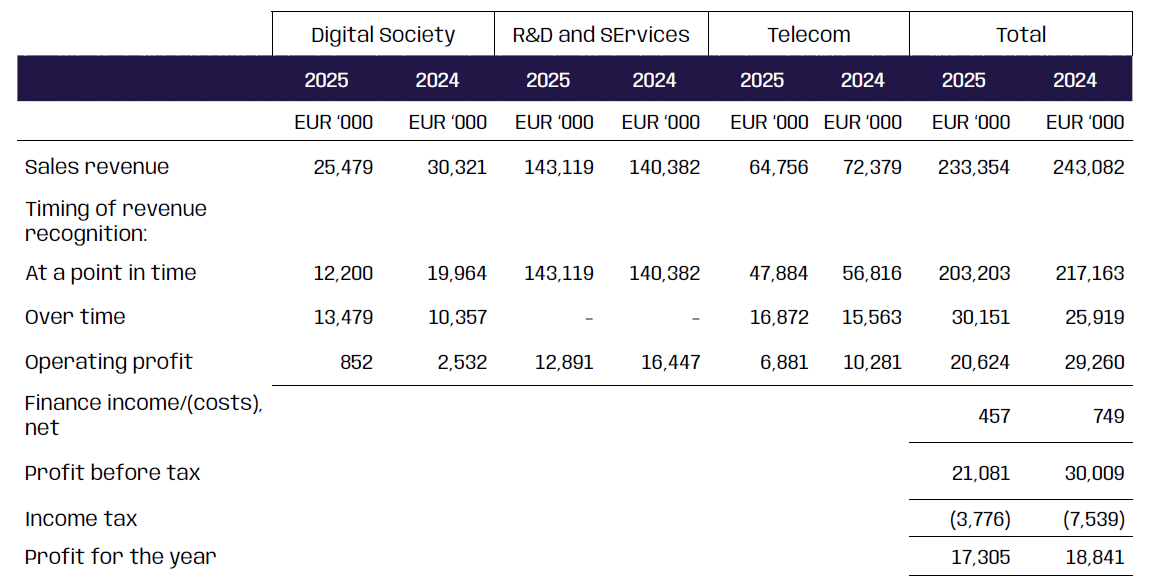 Digital Society R&D and SErvices Telecom Total
2025 2024 2025 2024 2025 2024 2025 2024
EUR ‘000 EUR ‘000 EUR ‘000 EUR ‘000 EUR ‘000 EUR ‘000 EUR ‘000 EUR ‘000
Sales revenue 25,479 30,321 143,119 140,382 64,756 72,379 233,354 243,082
Timing of revenue
recognition:
At a point in time 12,200 19,964 143,119 140,382 47,884 56,816 203,203 217,163
Over time 13,479 10,357 – – 16,872 15,563 30,151 25,919
Operating profit 852 2,532 12,891 16,447 6,881 10,281 20,624 29,260
Finance income/(costs),
net 457 749
Profit before tax 21,081 30,009
Income tax (3,776) (7,539)
Profit for the year 17,305 18,841